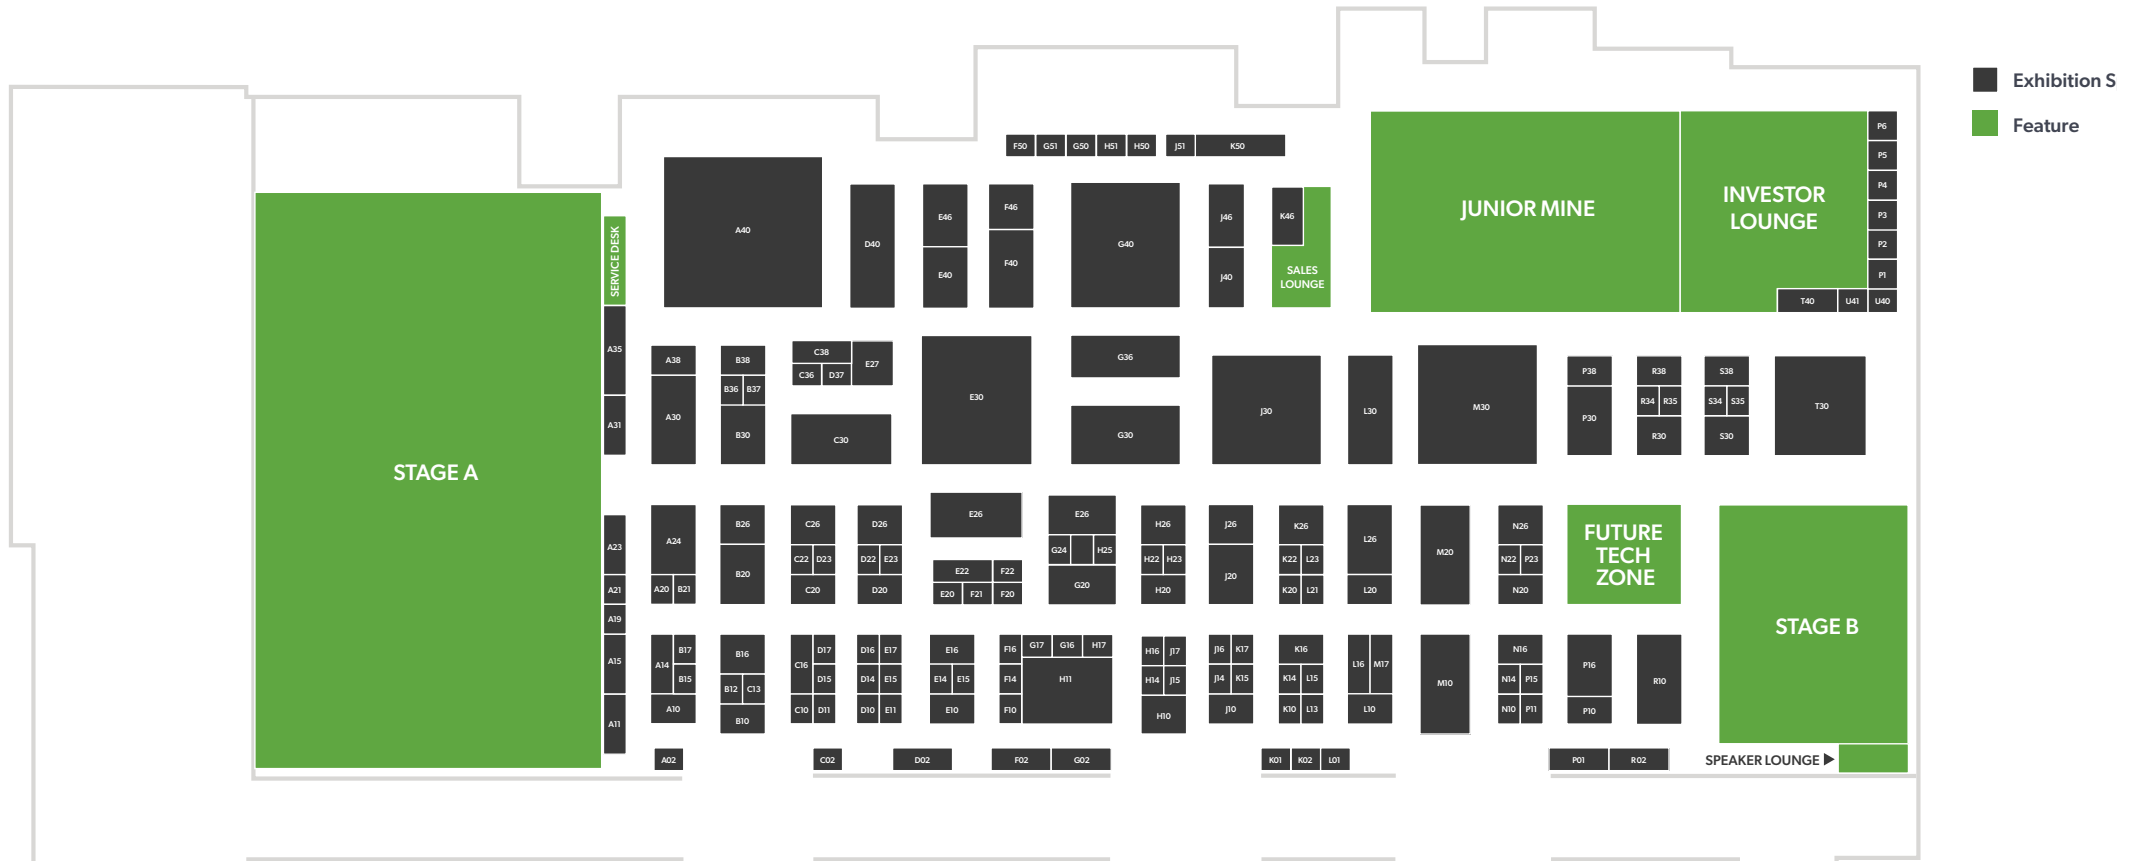 Exhibition S
Feature
F50 G51 G50 H51 H50 J51 K50
P6
P5
P4
P3
P2
P1
JUNIOR MINE
INVESTOR
LOUNGE
T40 U41 U40
A40
D40
E46
E40
F46
F40
G40
J46
J40
K46
SALES
LOUNGE
SERVICE DESK
STAGE A
A35
A31
A23
A21
A19
A15
A11
A38
A30
B38
B36 B37
B30
C38
C36 D37
E27
C30
E30
G36
G30
J30
L30
M30
P38
P30
R38
R34 R35
R30
S38
S34 S35
S30
T30
A24
A20 B21
B26
B20
C26
C22 D23
C20
D26
D22 E23
D20
E26
E22 F22
E20 F21 F20
E26
G24 H25
G20
H26
H22 H23
H20
J26
J20
K26
K22 L23
K20 L21
L26
L20
M20
N26
N22 P23
N20
FUTURE
TECH
ZONE
STAGE B
A14 B17
B15
A10
B16
B12 C13
B10
C16 D17
D15
C10 D11
D16 E17
D14 E15
D10 E11
E16
E14 E15
E10
F16 G17 G16 H17
F14 H11
F10
H16 J17
H14 J15
H10
J16 K17
J14 K15
J10
K16
K14 L15
K10 L13
L16 M17
L10
M10
N16
N14 P15
N10 P11
P16
P10
R10
A02 C02 D02 F02 G02 K01 K02 L01 P01 R02
SPEAKER LOUNGE ▶